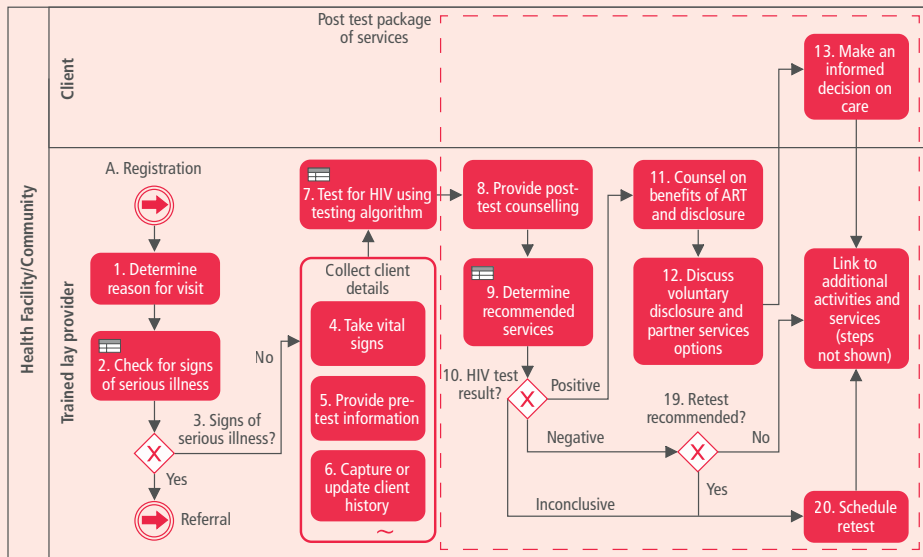 Health Facility/Community
Client
Trained lay provider
Post test package
of services
13. Make an
informed
decision on
care
A. Registration
1. Determine
reason for visit
2. Check for signs
of serious illness
3. Signs of
serious illness?
Yes
Referral
No
7. Test for HIV using
testing algorithm
Collect client
details
4. Take vital
signs
5. Provide pre-
test information
6. Capture or
update client
history
~
8. Provide post-
test counselling
9. Determine
recommended
services
10. HIV test
result?
Positive
Negative
Inconclusive
11. Counsel on
benefits of ART
and disclosure
12. Discuss
voluntary
disclosure and
partner services
options
19. Retest
recommended?
No
Yes
Link to
additional
activities and
services
(steps
not shown)
20. Schedule
retest
X
X
X